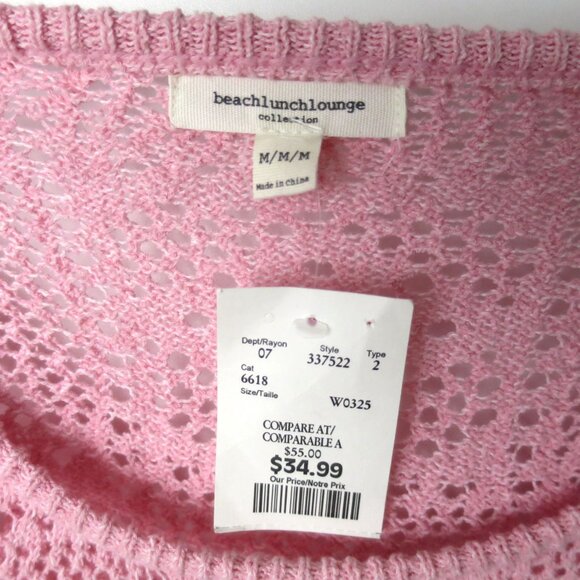 beachlunchlounge
collection
M/M/M
Made in China
Dept/Rayon Style Type
07 337522 2
Cat
6618
Size/Taille W0325
COMPARE AT/
COMPARABLE A
$55.00
$34.99
Our Price/Notre Prix